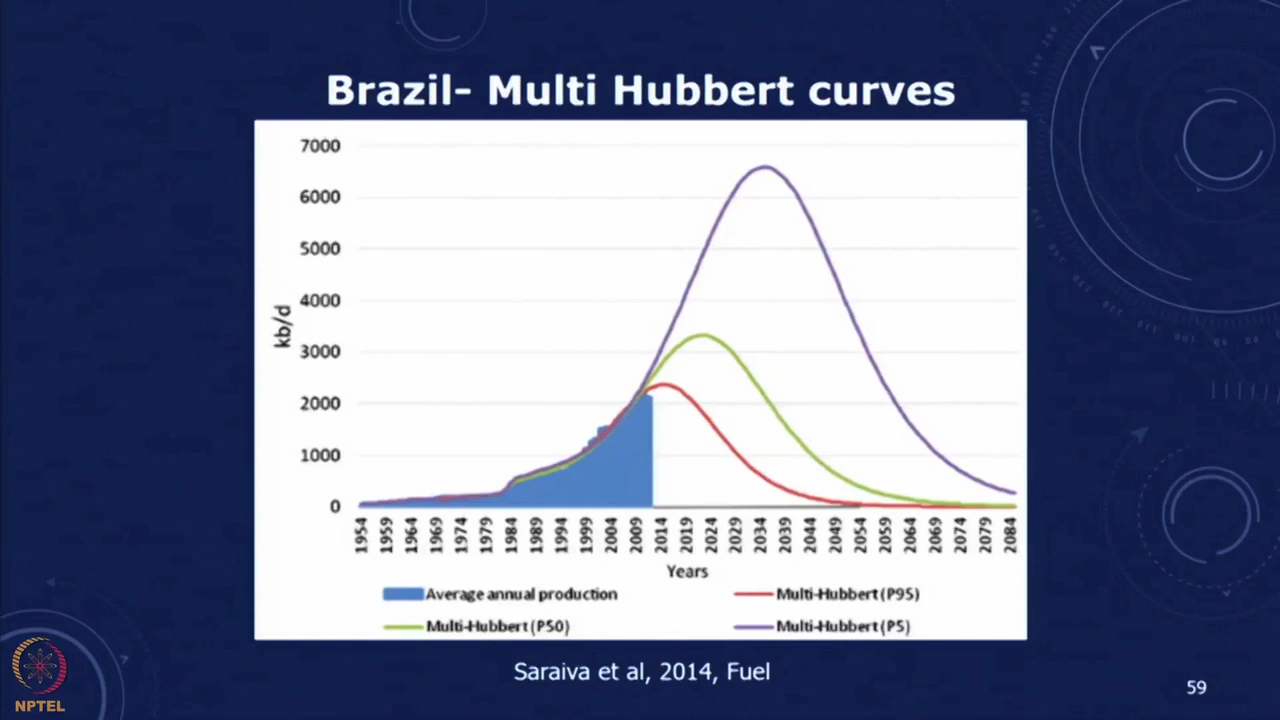 Brazil- Multi Hubbert curves
7000
6000
5000
4000
3000
2000
1000
0
kb/d
1954 1959 1964 1969 1974 1979 1984 1989 1994 1999 2004 2009 2014 2019 2024 2029 2034 2039 2044 2049 2054 2059 2064 2069 2074 2079 2084
Years
Average annual production Multi-Hubbert (P95)
Multi-Hubbert (P50) Multi-Hubbert (P5)
Saraiva et al, 2014, Fuel
59
NPTEL